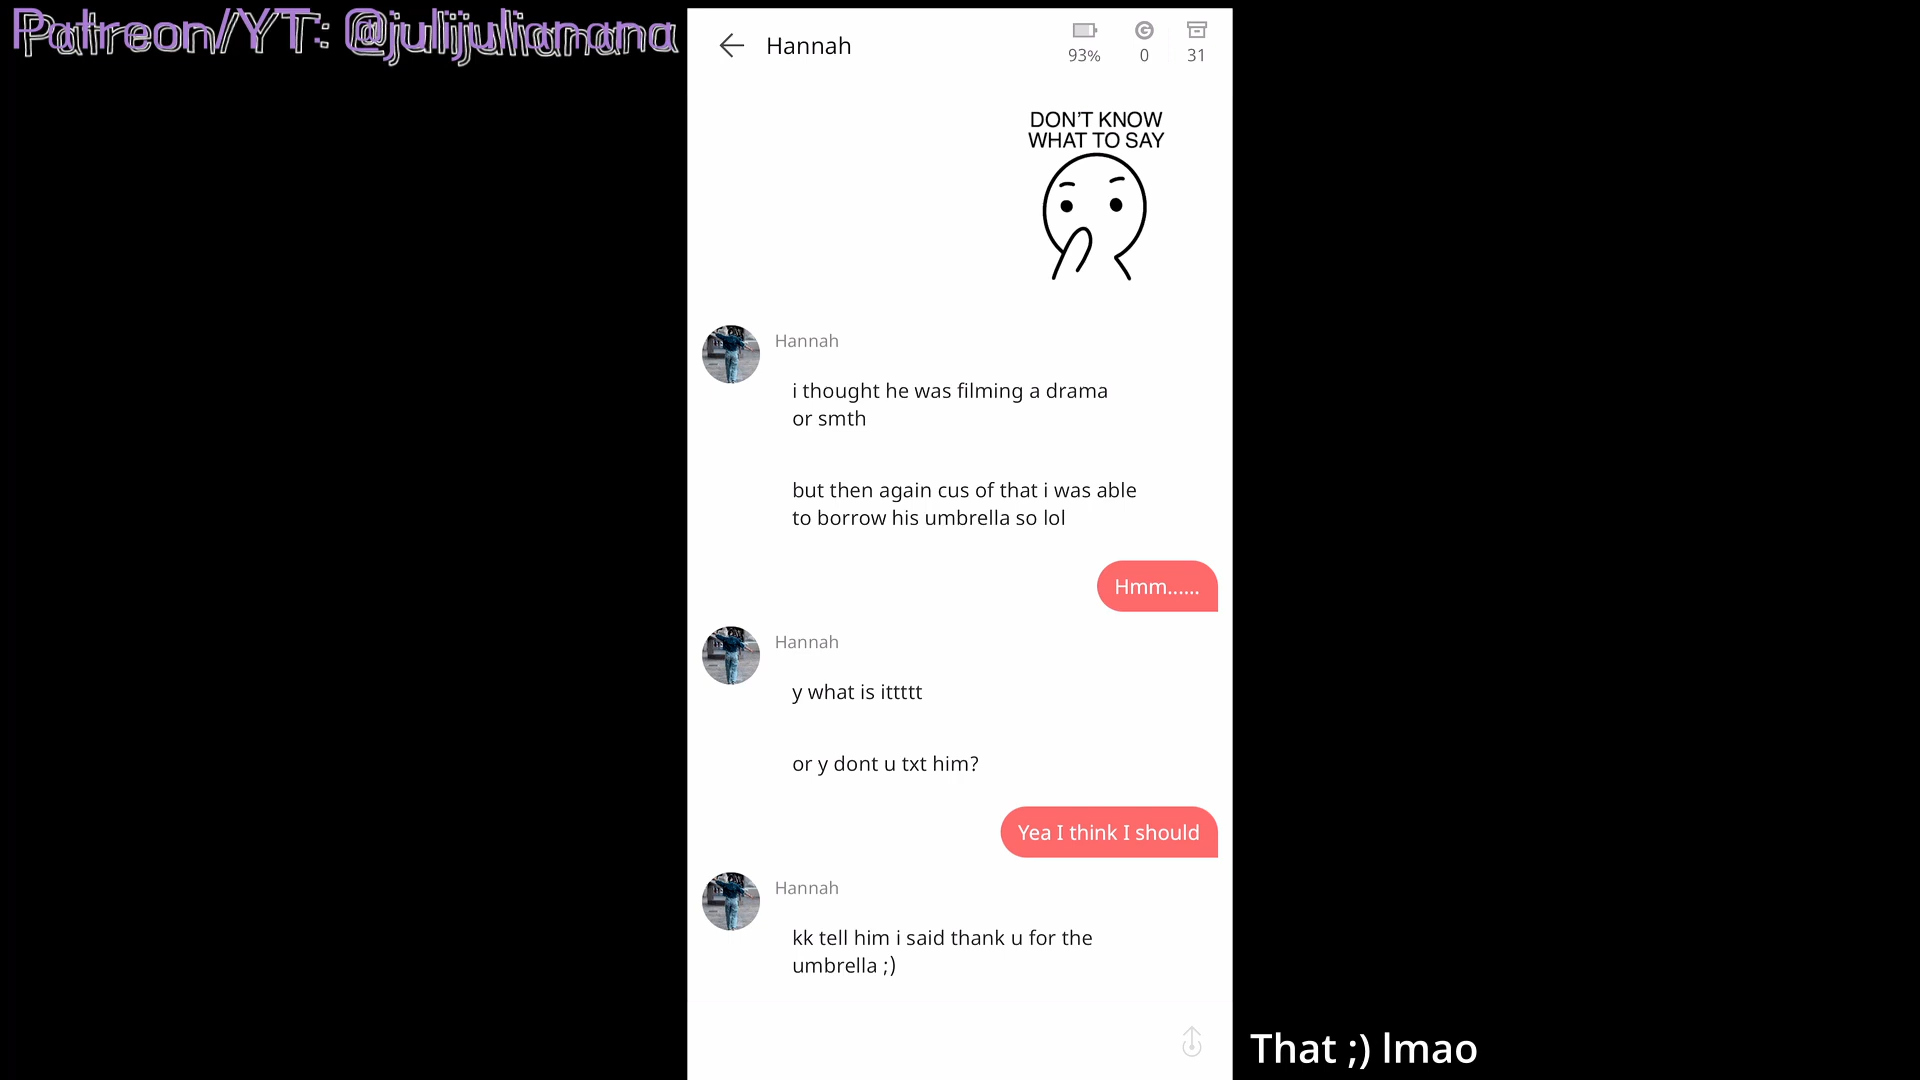 Patreon/YT: @julijulianana
Hannah
93%
0
31
DON'T KNOW
WHAT TO SAY
Hannah
i thought he was filming a drama
or smth
but then again cus of that i was able
to borrow his umbrella so lol
Hmm......
Hannah
y what is ittttt
or y dont u txt him?
Yea I think I should
Hannah
kk tell him i said thank u for the
umbrella ;)
That ;) lmao